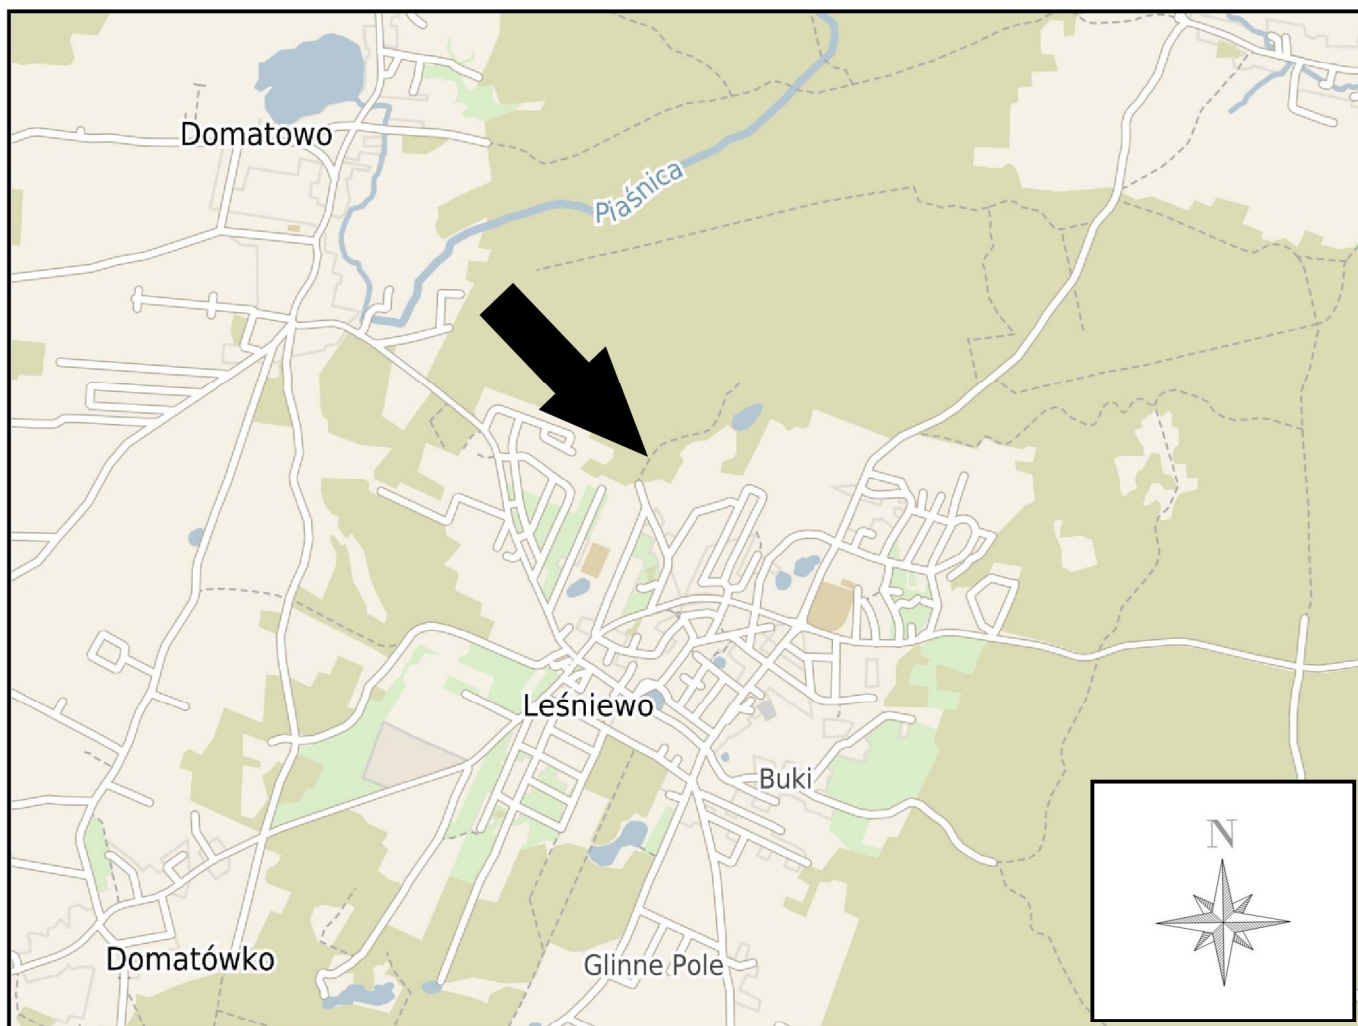 Domatowo
Piaśnica
Leśniewo
Buki
N
Domatówko
Glinne Pole